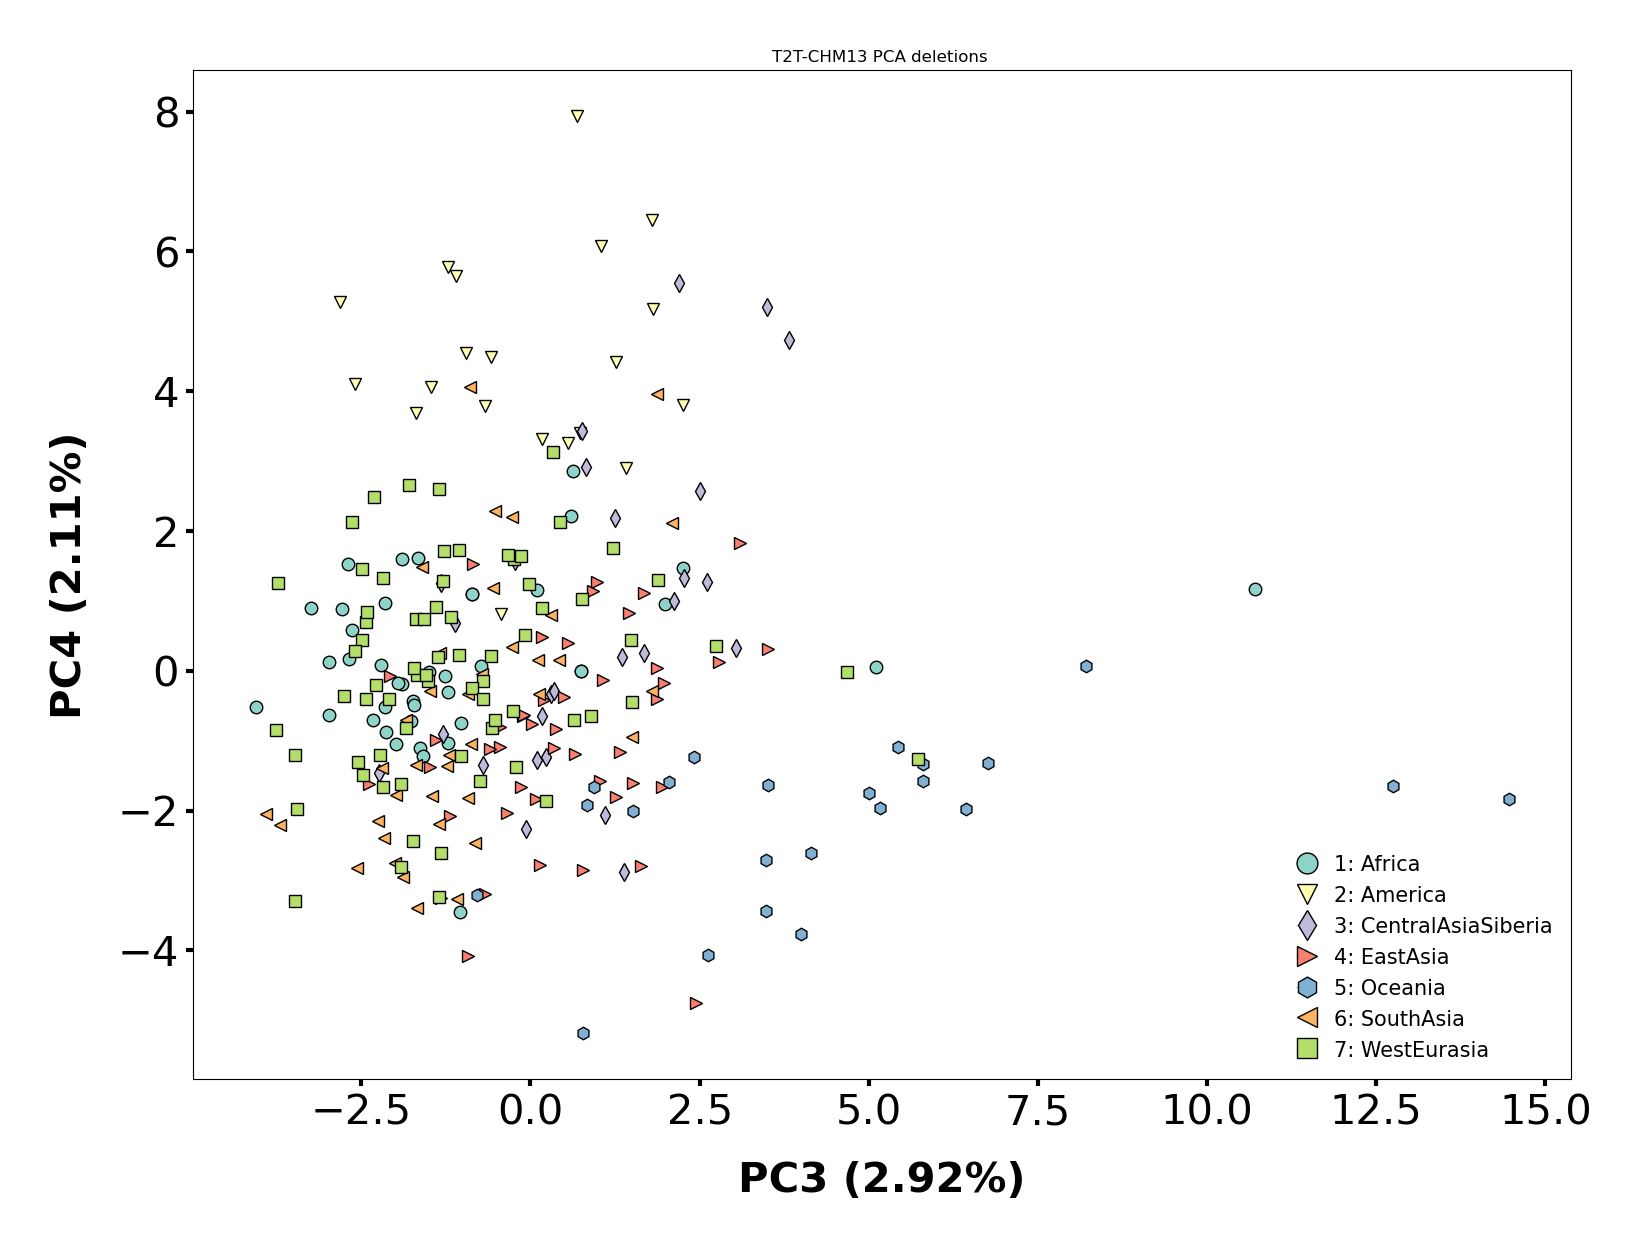 T2T-CHM13 PCA deletions
8
6
4
2
0
−2
−4
PC4 (2.11%)
1: Africa
2: America
3: CentralAsiaSiberia
4: EastAsia
5: Oceania
6: SouthAsia
7: WestEurasia
−2.5 0.0 2.5 5.0 7.5 10.0 12.5 15.0
PC3 (2.92%)